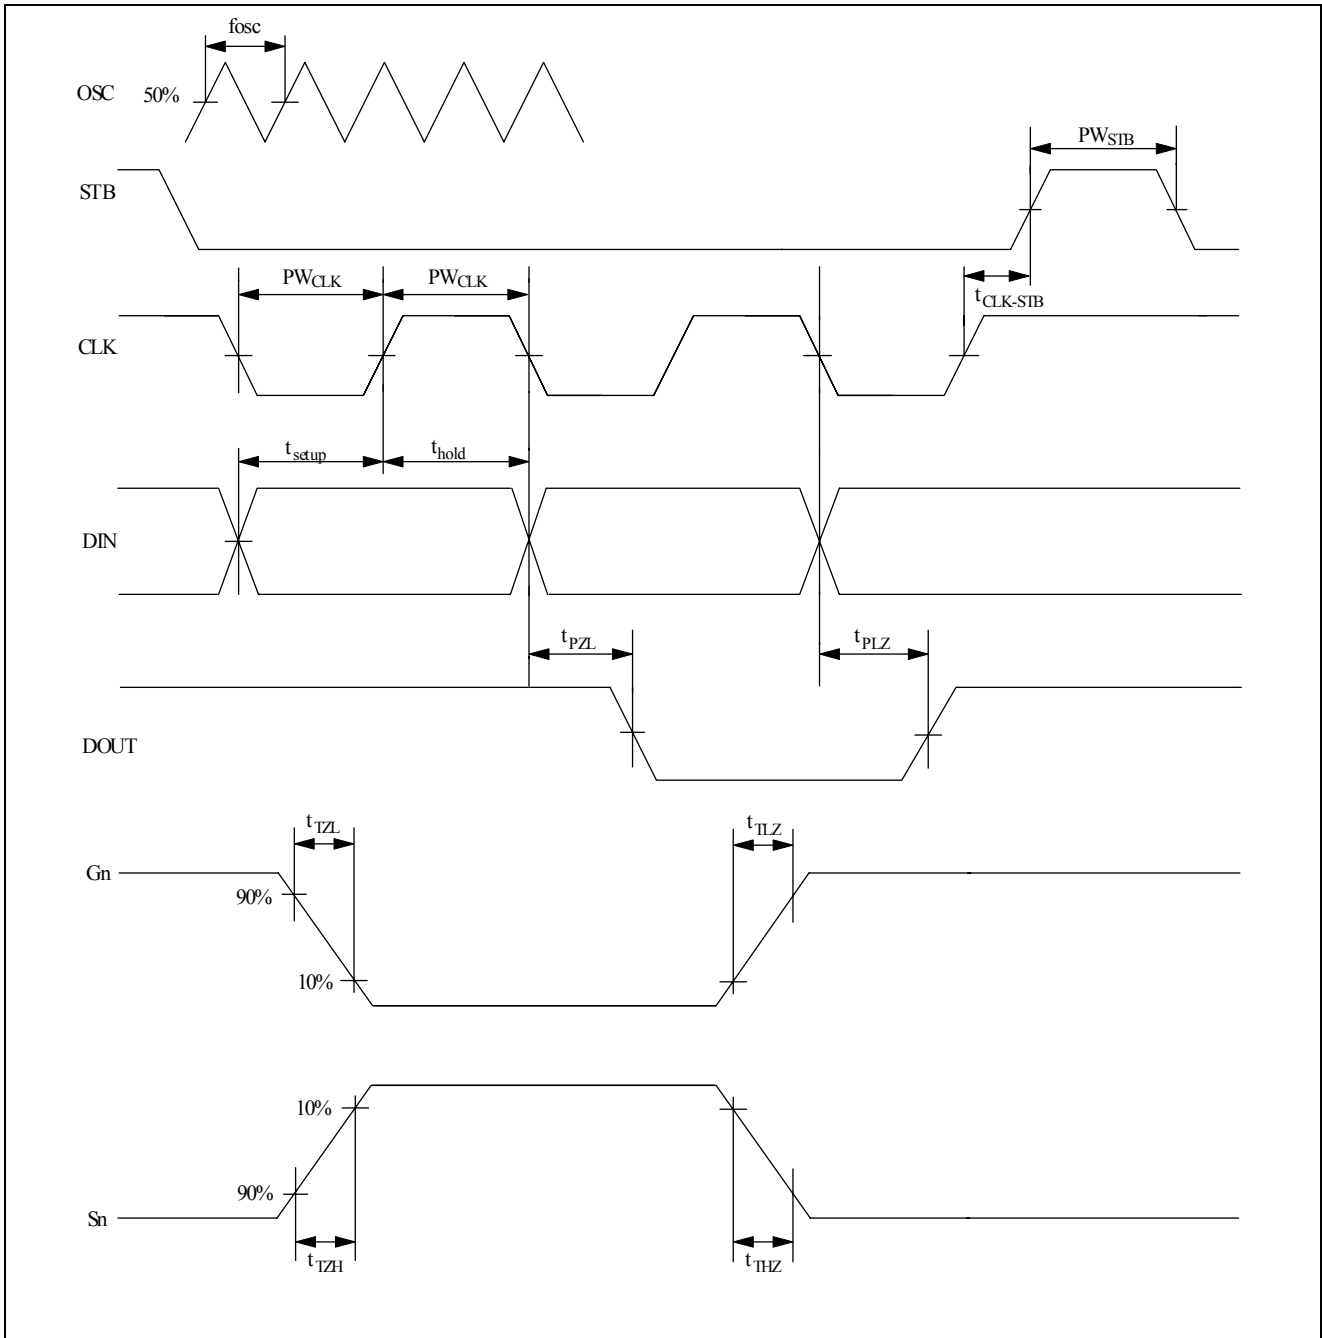 fosc
OSC 50%
PWSTB
STB
PWCLK PWCLK
tCLK-STB
CLK
tsetup thold
DIN
tPZL tPLZ
DOUT
tTZL tTLZ
Gn
90%
10%
10%
90%
Sn
tTZH tTHZ